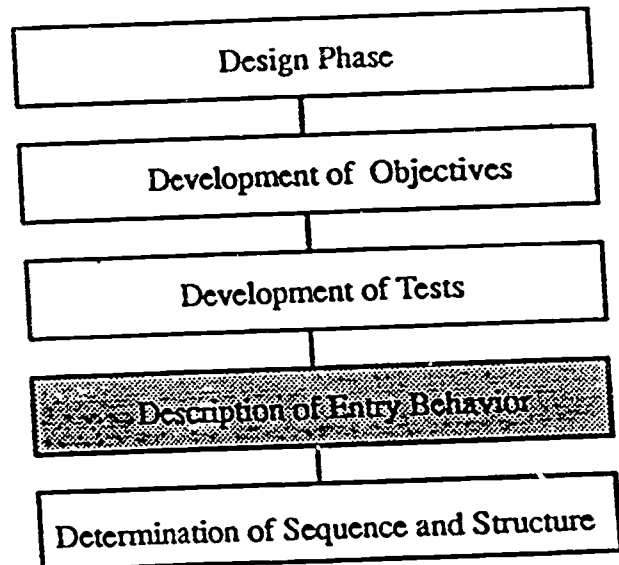 Design Phase
Development of Objectives
Development of Tests
Description of Entry Behavior
Determination of Sequence and Structure